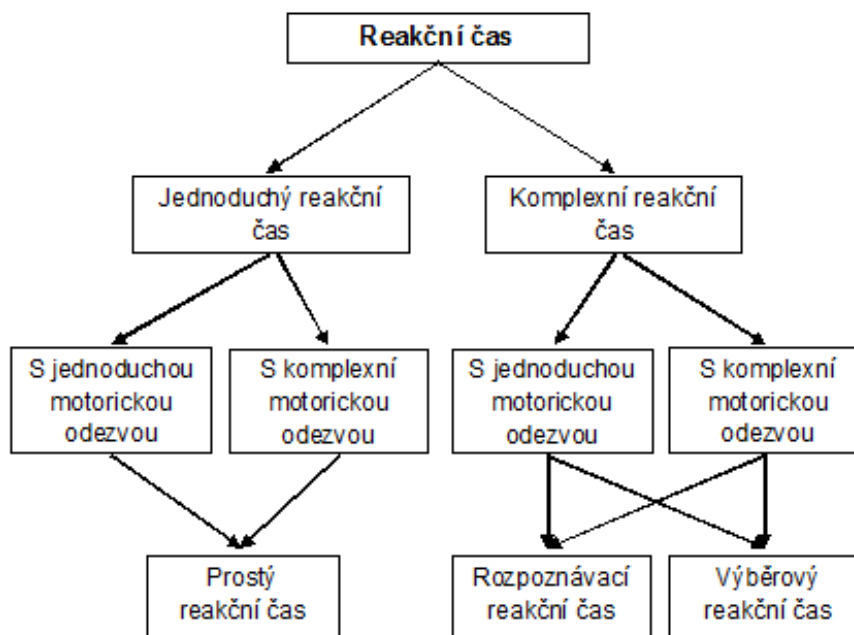 Reakční čas
Jednoduchý reakční
čas
Komplexní reakční
čas
S jednoduchou
motorickou
odezvou
S komplexní
motorickou
odezvou
S jednoduchou
motorickou
odezvou
S komplexní
motorickou
odezvou
Prostý
reakční čas
Rozpoznávací
reakční čas
Výběrový
reakční čas